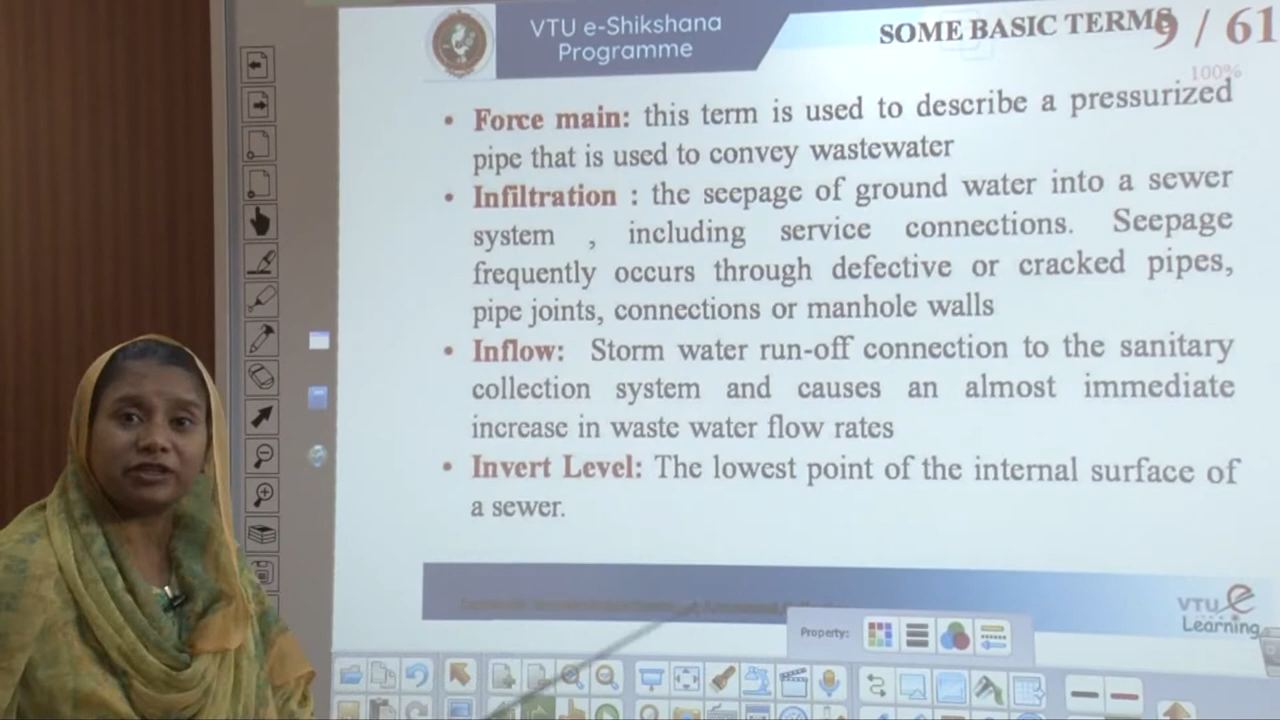 VTU e-Shikshana
Programme
SOME BASIC TERMS
9 / 61
100%
• Force main: this term is used to describe a pressurized
pipe that is used to convey wastewater
• Infiltration : the seepage of ground water into a sewer
system , including service connections. Seepage
frequently occurs through defective or cracked pipes,
pipe joints, connections or manhole walls
• Inflow: Storm water run-off connection to the sanitary
collection system and causes an almost immediate
increase in waste water flow rates
• Invert Level: The lowest point of the internal surface of
a sewer.
VTU e
Learning
Property: